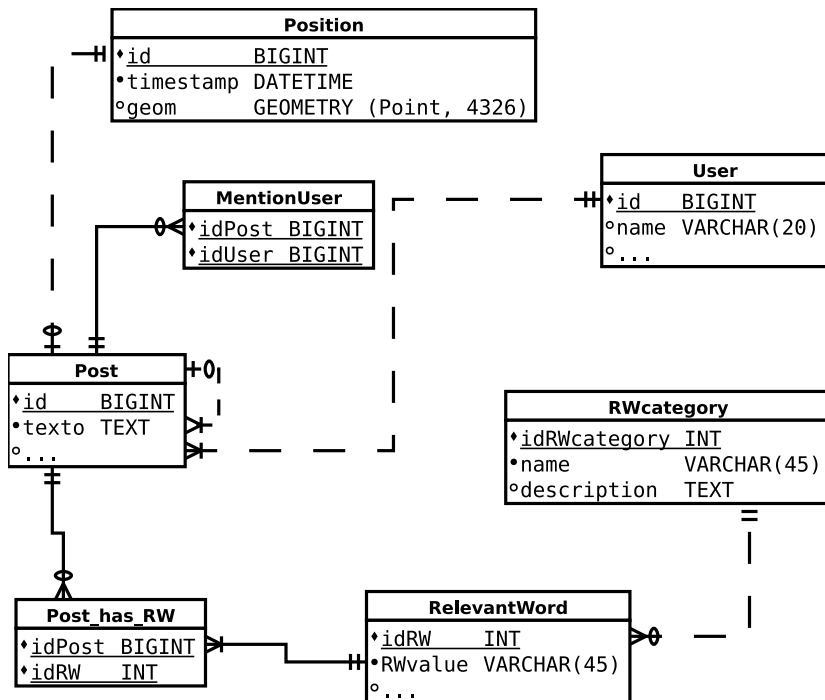 Position
id BIGINT
timestamp DATETIME
geom GEOMETRY (Point, 4326)
User
id BIGINT
name VARCHAR(20)
...
MentionUser
idPost BIGINT
idUser BIGINT
Post
id BIGINT
texto TEXT
...
RWcategory
idRWcategory INT
name VARCHAR(45)
description TEXT
Post_has_RW
idPost BIGINT
idRW INT
RelevantWord
idRW INT
RWvalue VARCHAR(45)
...